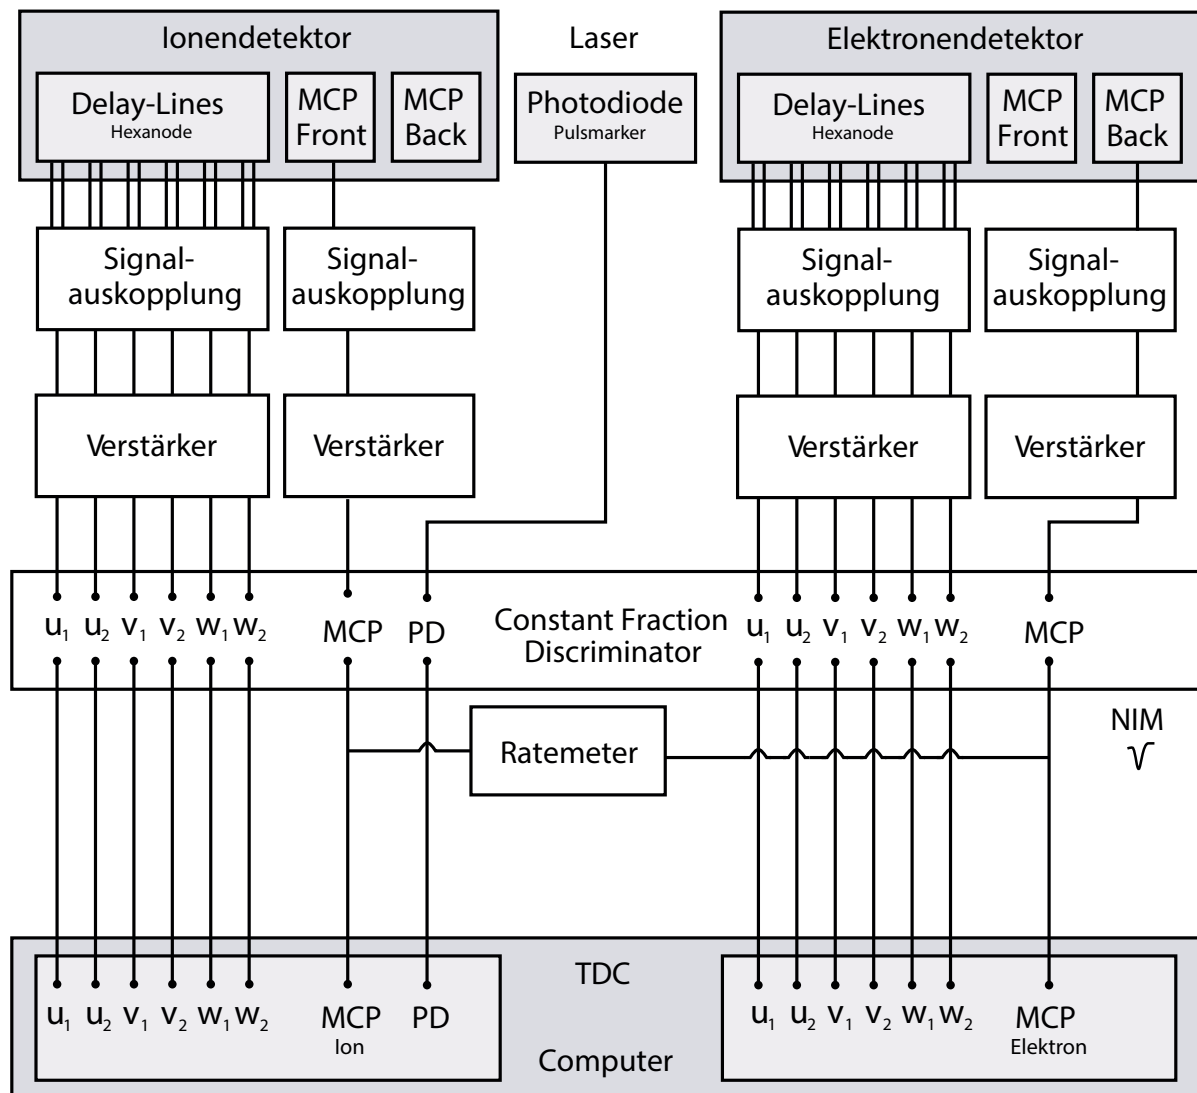 Ionendetektor
Laser
Elektronendetektor
Delay-Lines
Hexanode
MCP
Front
MCP
Back
Photodiode
Pulsmarker
Delay-Lines
Hexanode
MCP
Front
MCP
Back
Signal-
auskopplung
Signal-
auskopplung
Signal-
auskopplung
Signal-
auskopplung
Verstärker
Verstärker
Verstärker
Verstärker
u₁ u₂ v₁ v₂ w₁ w₂ MCP PD
Constant Fraction
Discriminator
u₁ u₂ v₁ v₂ w₁ w₂ MCP
NIM
Ratemeter
TDC
u₁ u₂ v₁ v₂ w₁ w₂ MCP PD
Ion
u₁ u₂ v₁ v₂ w₁ w₂ MCP
Elektron
Computer